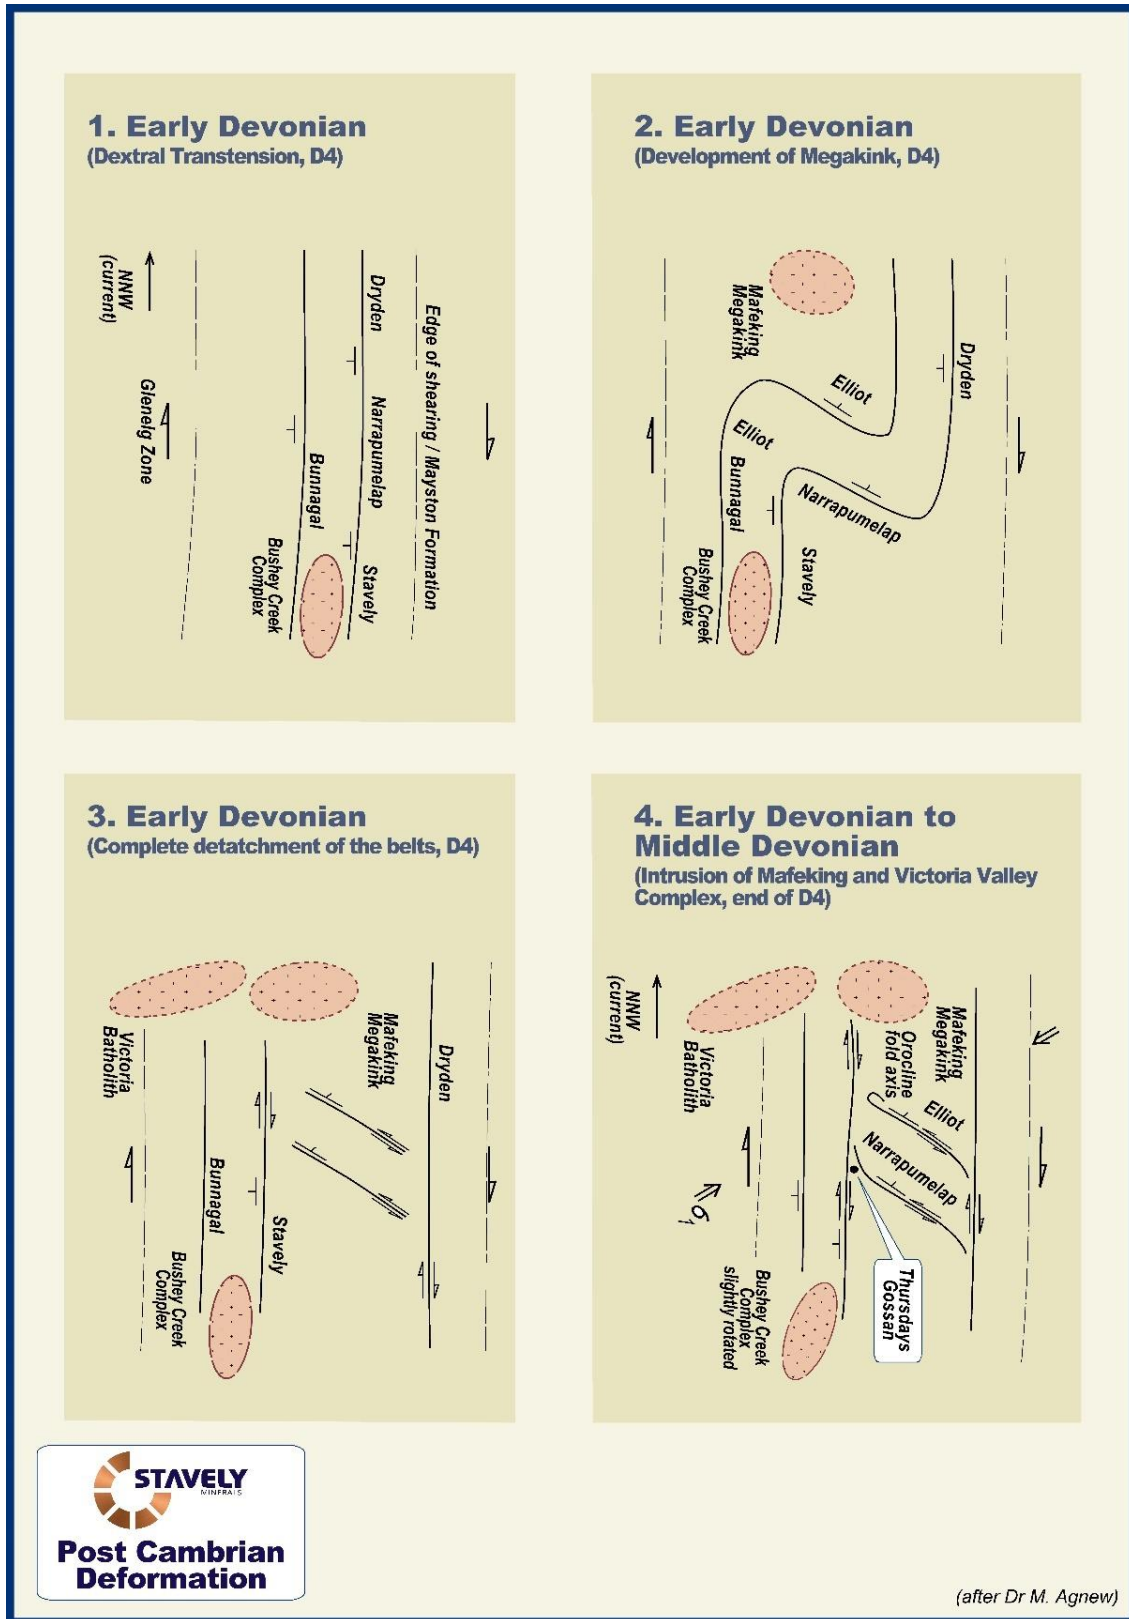 1. Early Devonian
(Dextral Transtension, D4)
NNW
(current)
Glenelg Zone
Bushey Creek
Complex
Bunnagal
Dryden
Narrapumelap
Stavely
Edge of shearing / Mayston Formation
2. Early Devonian
(Development of Megakink, D4)
Mafeking
Megakink
Elliot
Elliot
Bunnagal
Bushey Creek
Complex
Narrapumelap
Stavely
Dryden
3. Early Devonian
(Complete detatchment of the belts, D4)
Victoria
Batholith
Mafeking
Megakink
Dryden
Bunnagal
Stavely
Bushey Creek
Complex
4. Early Devonian to
Middle Devonian
(Intrusion of Mafeking and Victoria Valley
Complex, end of D4)
NNW
(current)
Victoria
Batholith
Mafeking
Megakink
Orocline
fold axis
Elliot
Narrapumelap
σ1
Thursdays
Gossan
Bushey Creek
Complex
slightly rotated
STAVELY
MINERALS
Post Cambrian
Deformation
(after Dr M. Agnew)